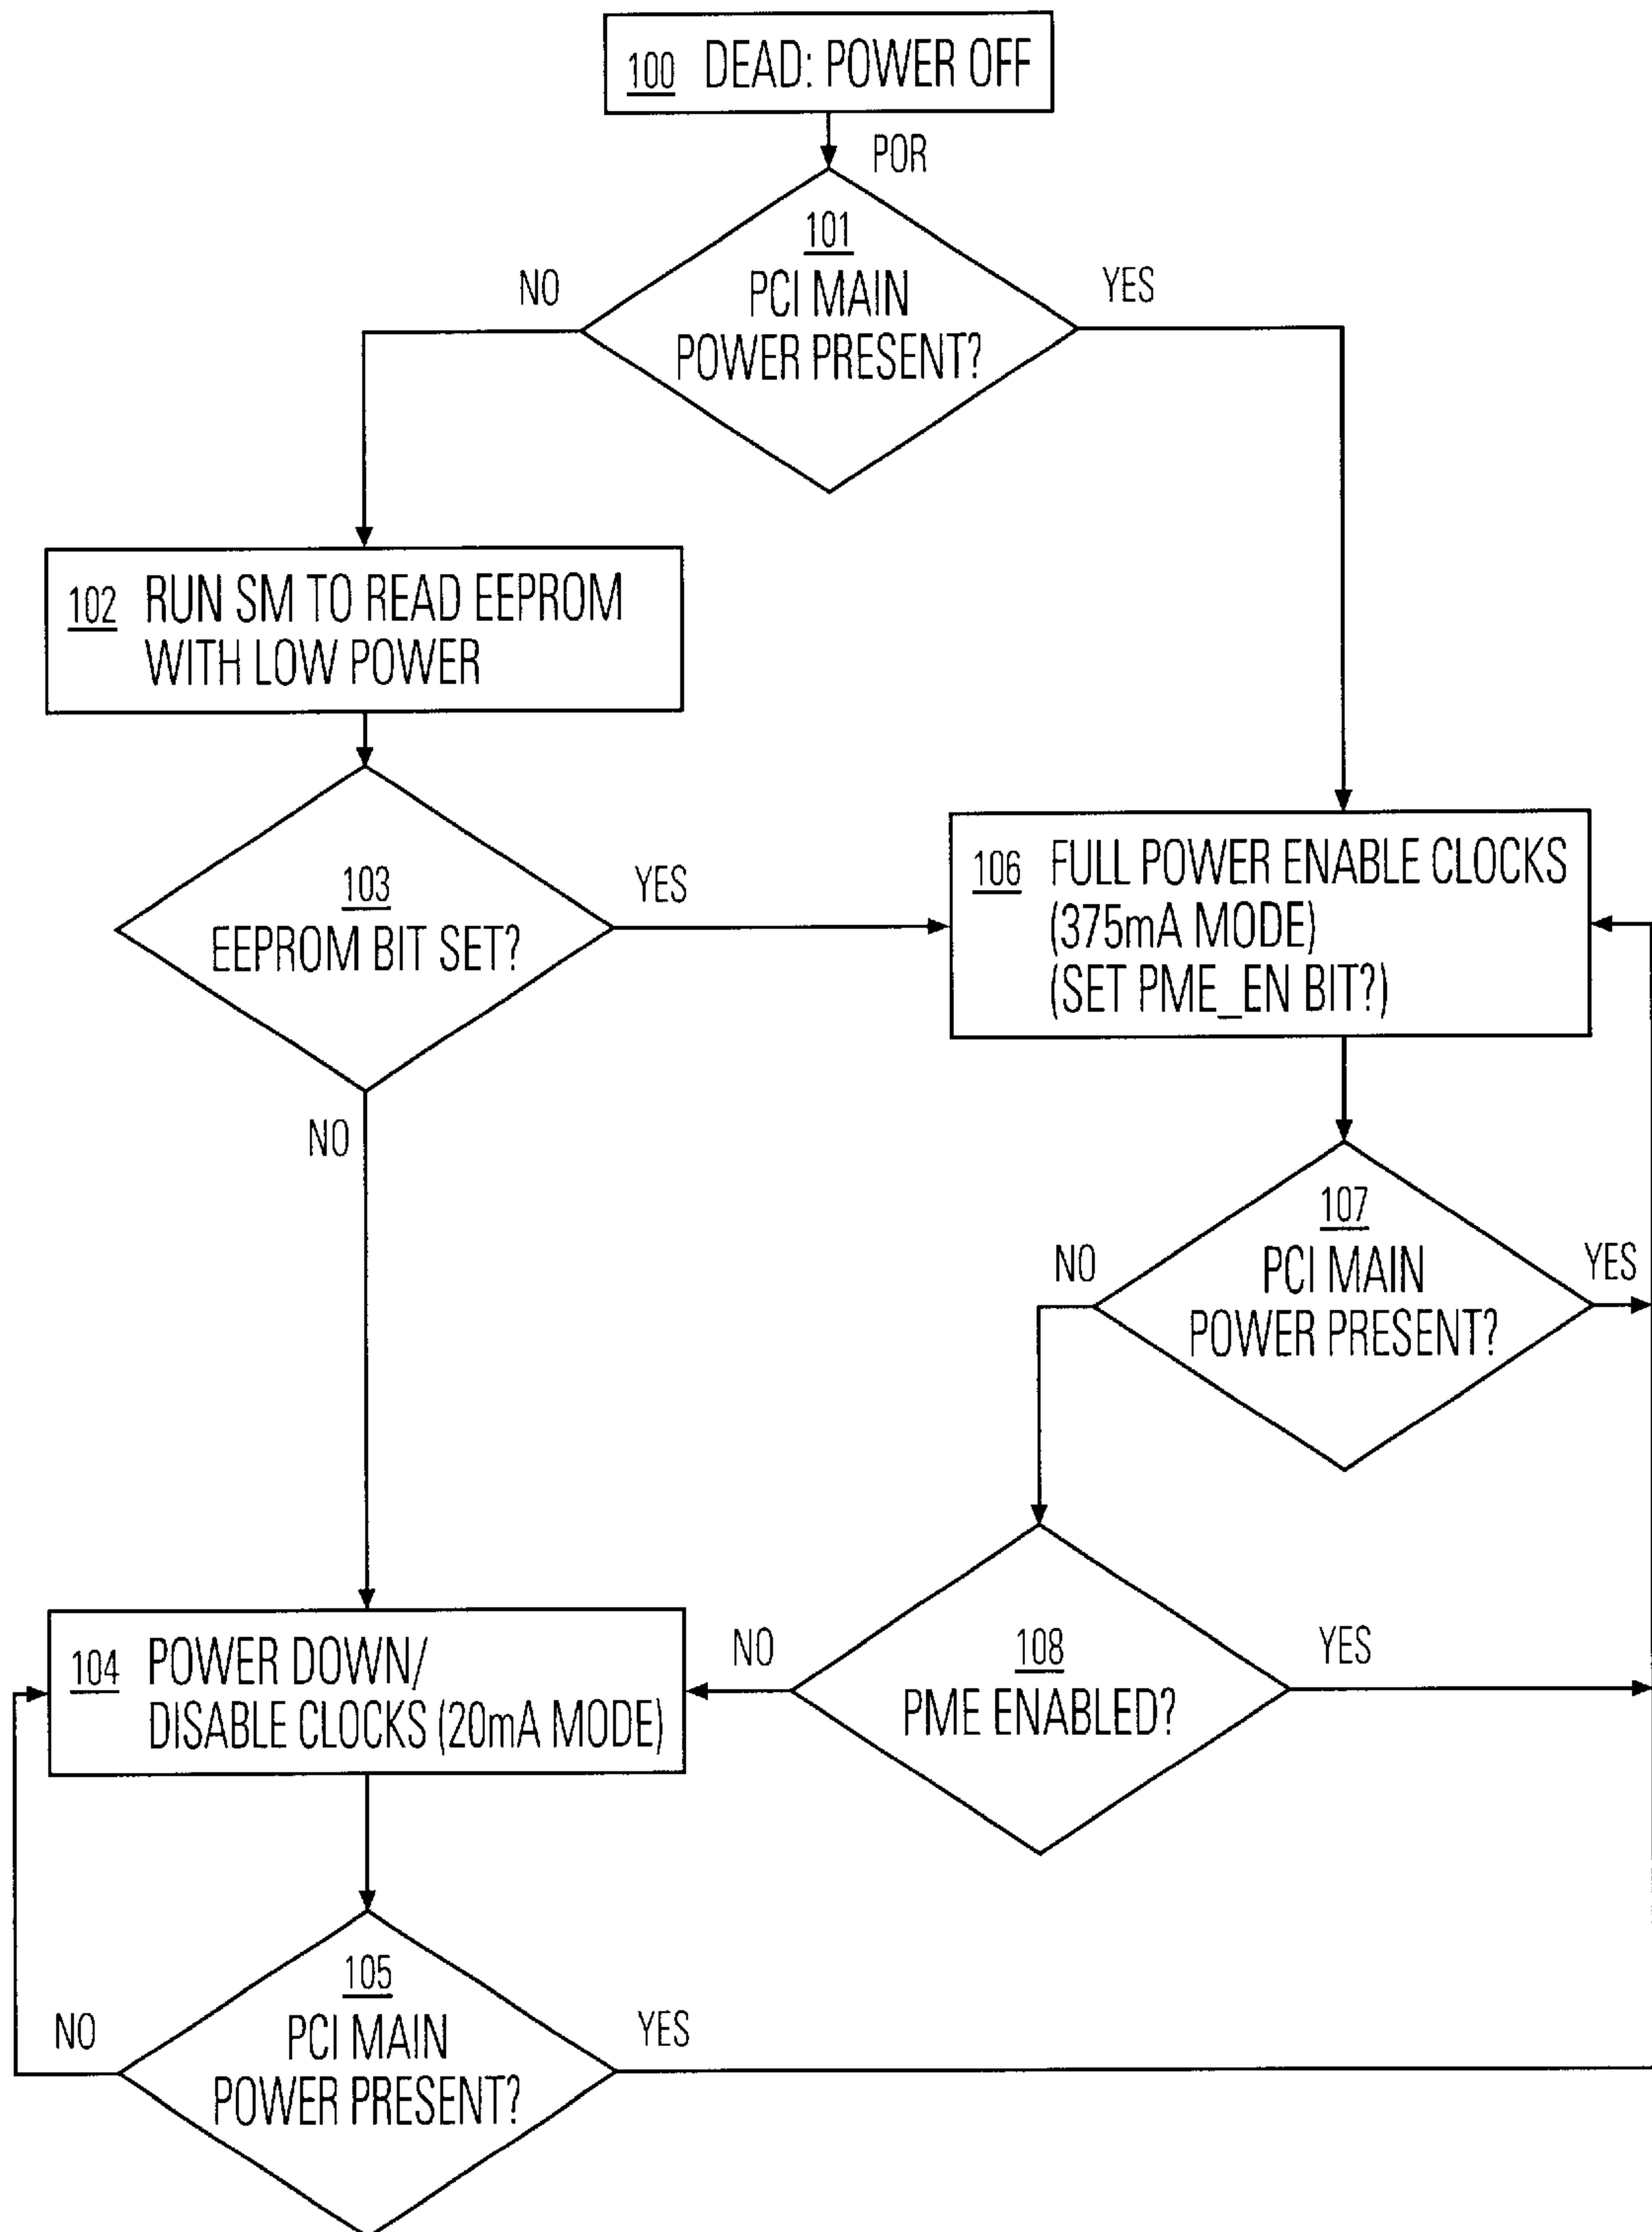 100 DEAD: POWER OFF
POR
101
PCI MAIN
POWER PRESENT?
NO
YES
102 RUN SM TO READ EEPROM
WITH LOW POWER
103
EEPROM BIT SET?
YES
NO
106 FULL POWER ENABLE CLOCKS
(375mA MODE)
(SET PME_EN BIT?)
107
PCI MAIN
POWER PRESENT?
NO
YES
108
PME ENABLED?
NO
YES
104 POWER DOWN/
DISABLE CLOCKS (20mA MODE)
105
PCI MAIN
POWER PRESENT?
NO
YES